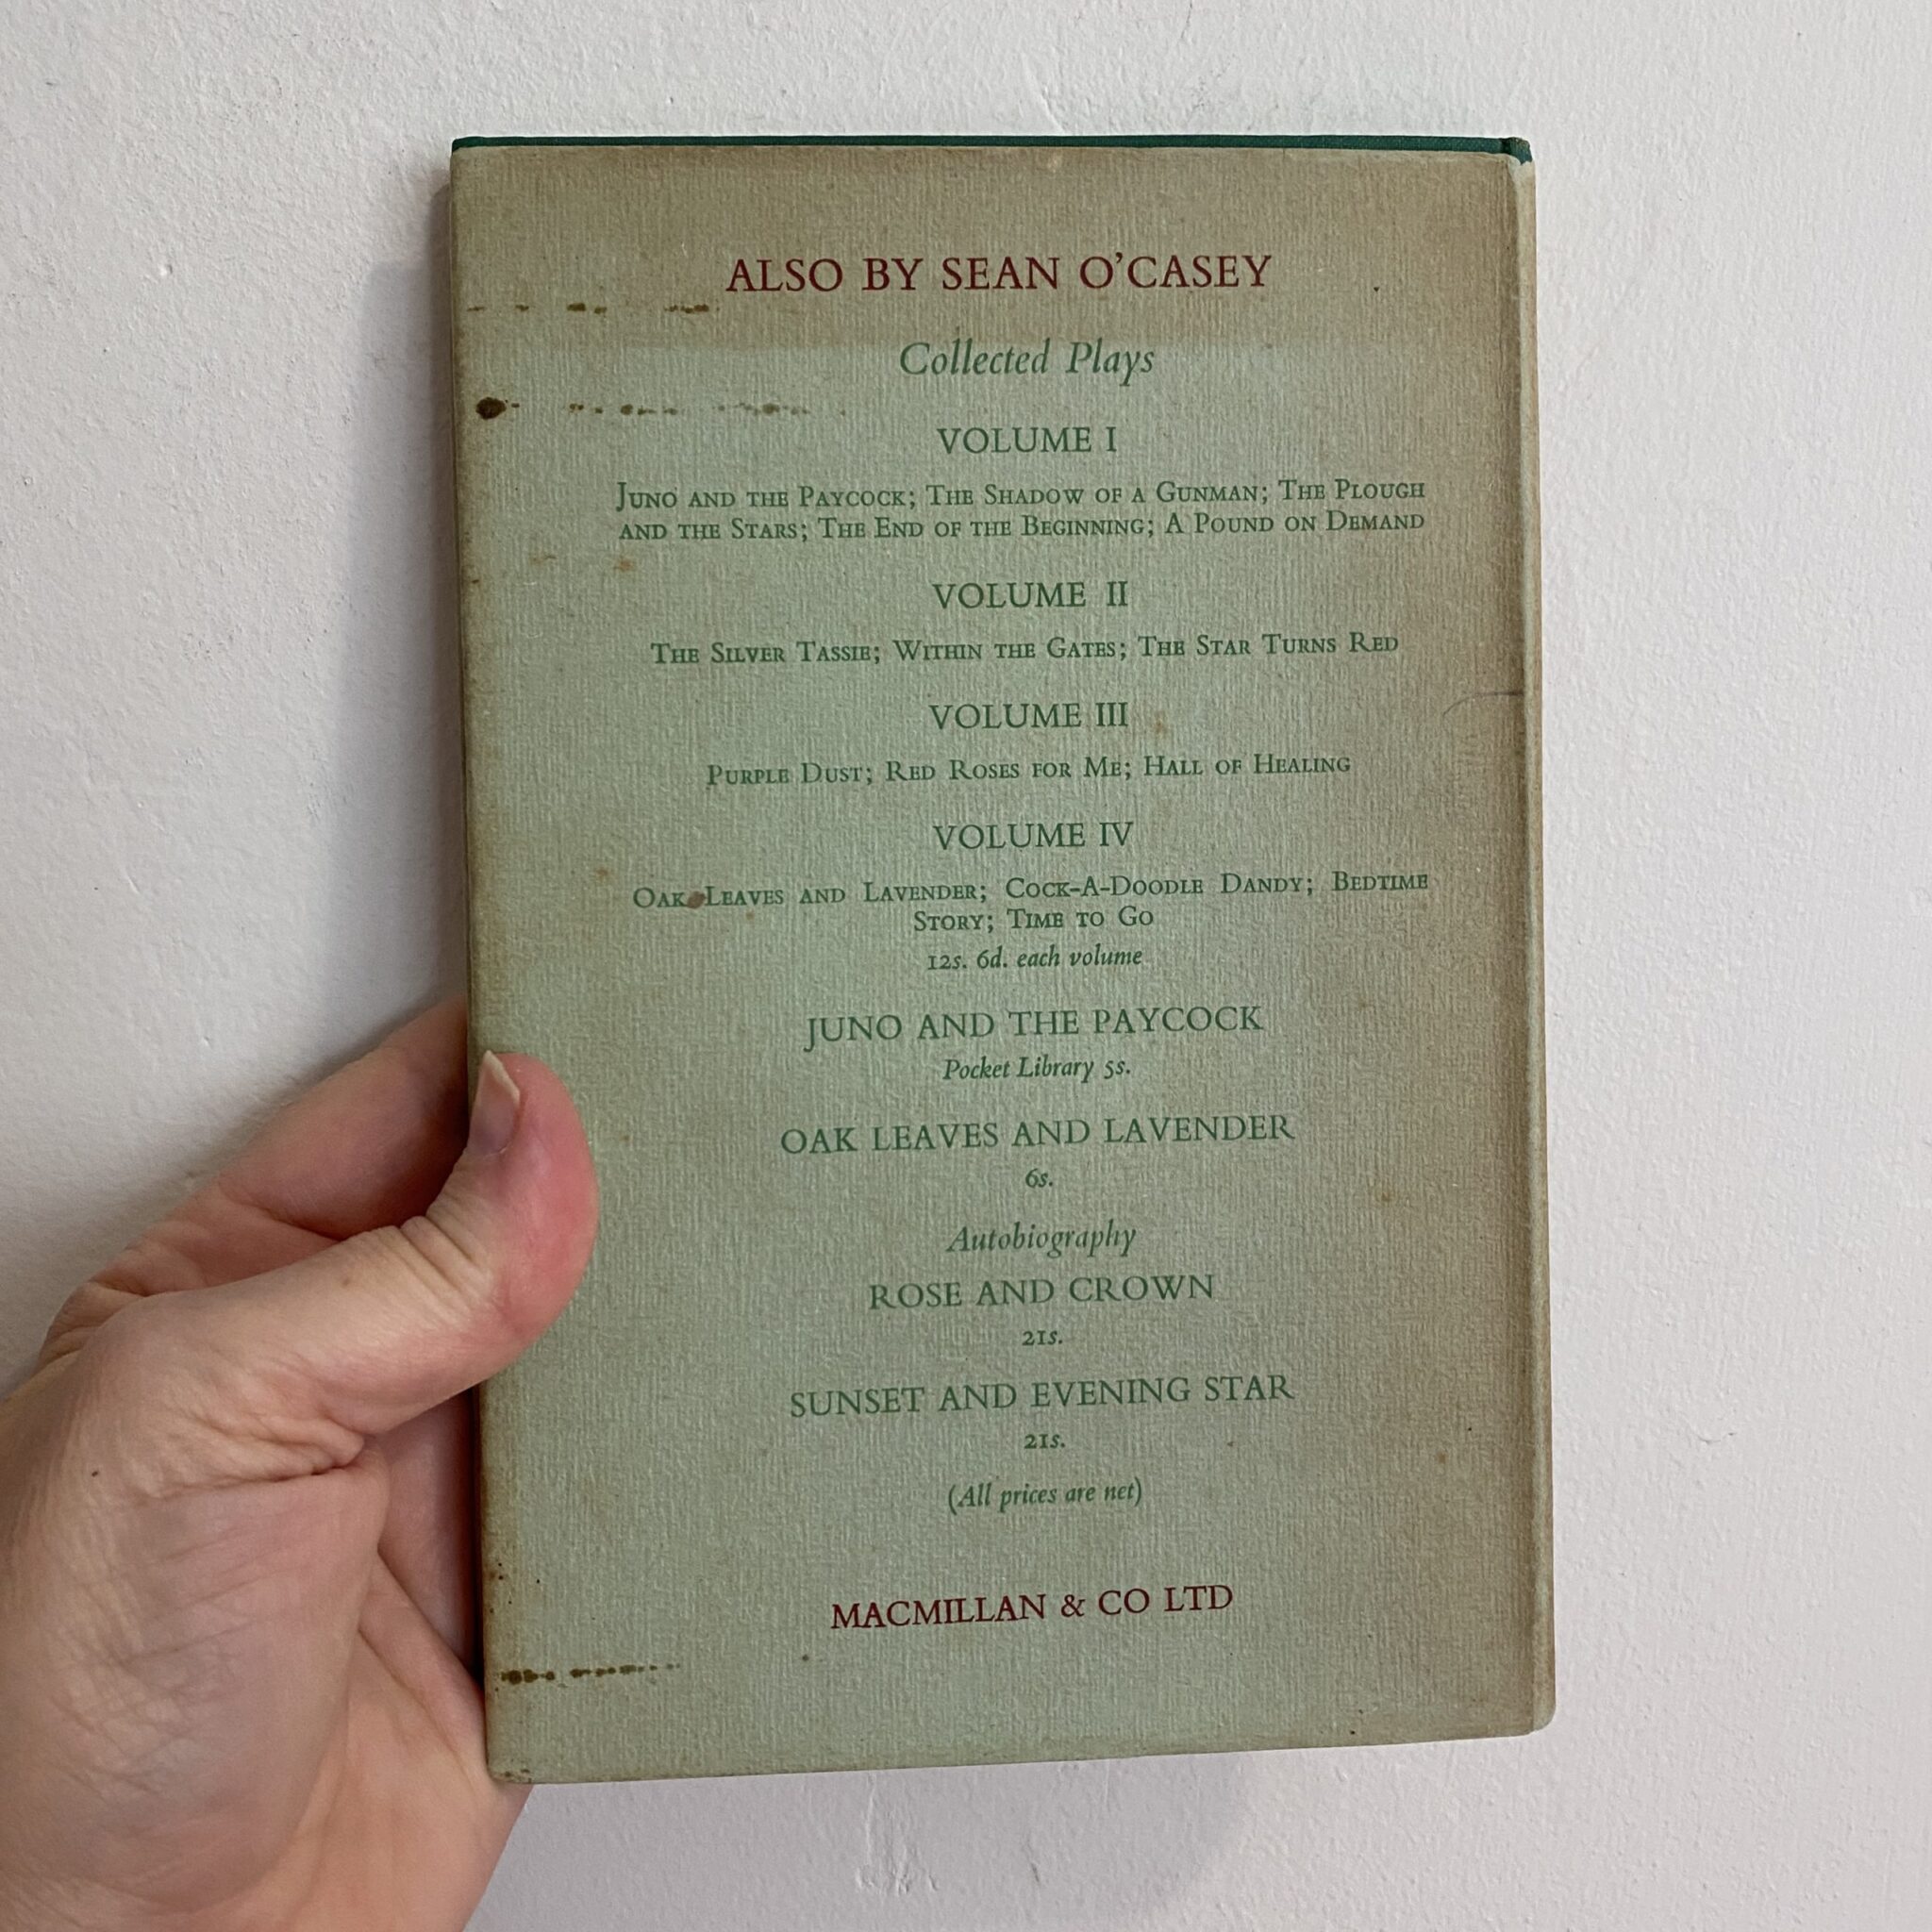 ALSO BY SEAN O'CASEY
Collected Plays
VOLUME I
JUNO AND THE PAYCOCK; THE SHADOW OF A GUNMAN; THE PLOUGH
AND THE STARS; THE END OF THE BEGINNING; A POUND ON DEMAND
VOLUME II
THE SILVER TASSIE; WITHIN THE GATES; THE STAR TURNS RED
VOLUME III
PURPLE DUST; RED ROSES FOR ME; HALL OF HEALING
VOLUME IV
OAK LEAVES AND LAVENDER; COCK-A-DOODLE DANDY; BEDTIME
STORY; TIME TO GO
12s. 6d. each volume
JUNO AND THE PAYCOCK
Pocket Library 5s.
OAK LEAVES AND LAVENDER
6s.
Autobiography
ROSE AND CROWN
21s.
SUNSET AND EVENING STAR
21s.
(All prices are net)
MACMILLAN & CO LTD